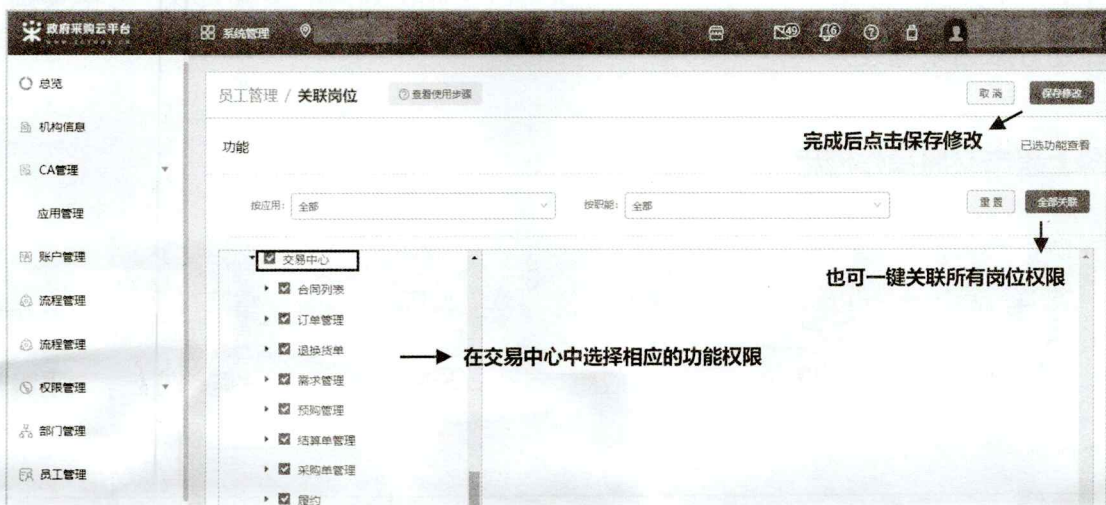 政府采购云平台
www.zcygov.cn
系统管理
49
16
总览
机构信息
CA管理
应用管理
账户管理
流程管理
流程管理
权限管理
部门管理
员工管理
员工管理 / 关联岗位
查看使用步骤
取消
保存修改
完成后点击保存修改
功能
已选功能查看
按应用: 全部
按职能: 全部
重置
全部关联
也可一键关联所有岗位权限
交易中心
合同列表
订单管理
退换货单
需求管理
预购管理
结算单管理
采购单管理
履约
在交易中心中选择相应的功能权限